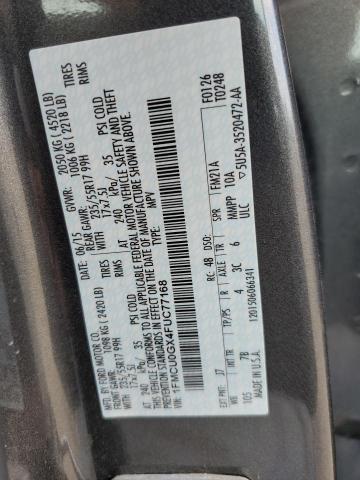 MFD. BY FORD MOTOR CO.
DATE: 06/15 GVWR: 2050 KG (4520 LB)
FRONT GAWR: 1098 KG (2420 LB) REAR GAWR: 1006 KG (2218 LB)
WITH 235/55R17 99H TIRES 235/55R17 99H TIRES
17x7.5J RIMS 17x7.5J RIMS
AT 240 kPa/ 35 PSI COLD AT 240 kPa/ 35 PSI COLD
THIS VEHICLE CONFORMS TO ALL APPLICABLE FEDERAL MOTOR VEHICLE SAFETY AND THEFT
PREVENTION STANDARDS IN EFFECT ON THE DATE OF MANUFACTURE SHOWN ABOVE.
VIN: 1FMCU0GX4FUC77168
TYPE: MPV
F0126
T0248
EXT PNT: J7 RC: 48 DSO: FM21A
WB INT TR TP/PS R AXLE TR SPR
105 7B 4 3C 6 MMPP 10A
ULC 5U5A-3520472-AA
1201506066341
MADE IN U.S.A.